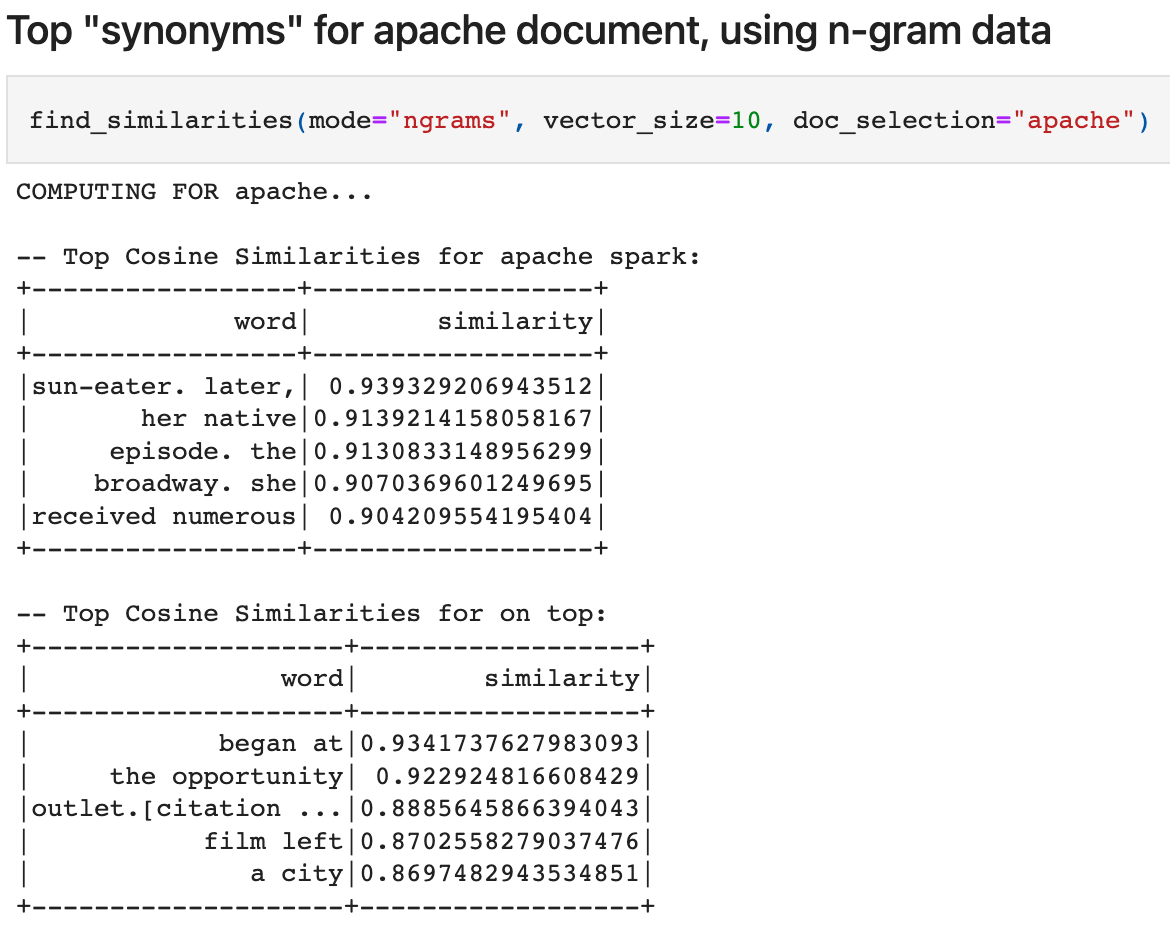 Top "synonyms" for apache document, using n-gram data
find_similarities(mode="ngrams", vector_size=10, doc_selection="apache")
COMPUTING FOR apache...
-- Top Cosine Similarities for apache spark:
+-----------------+------------------+
|             word|        similarity|
+-----------------+------------------+
|sun-eater. later,| 0.939329206943512|
|       her native|0.9139214158058167|
|     episode. the|0.9130833148956299|
|    broadway. she|0.9070369601249695|
|received numerous| 0.904209554195404|
+-----------------+------------------+
-- Top Cosine Similarities for on top:
+--------------------+------------------+
|                word|        similarity|
+--------------------+------------------+
|            began at|0.9341737627983093|
|     the opportunity| 0.922924816608429|
|outlet.[citation ...|0.8885645866394043|
|           film left|0.8702558279037476|
|              a city|0.8697482943534851|
+--------------------+------------------+